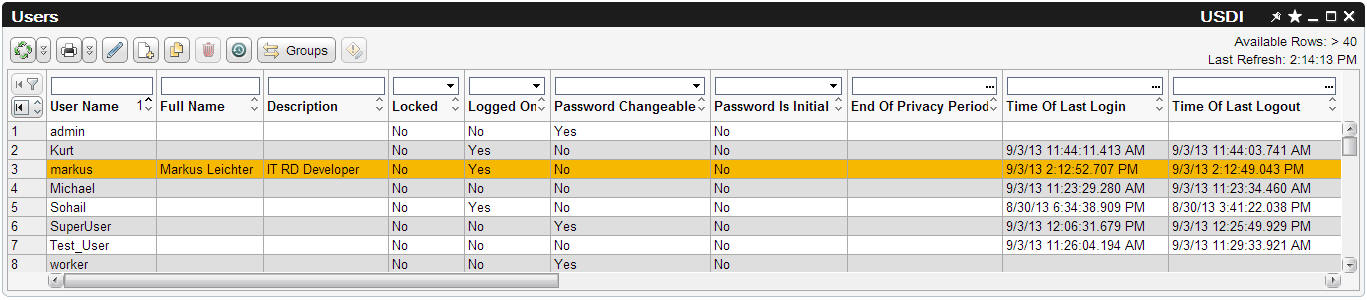 Users USDI
Groups Available Rows: > 40
Last Refresh: 2:14:13 PM
User Name 1 Full Name Description Locked Logged On Password Changeable Password Is Initial End Of Privacy Period Time Of Last Login Time Of Last Logout
1 admin No No Yes No
2 Kurt No Yes No No 9/3/13 11:44:11.413 AM 9/3/13 11:44:03.741 AM
3 markus Markus Leichter IT RD Developer No Yes No No 9/3/13 2:12:52.707 PM 9/3/13 2:12:49.043 PM
4 Michael No No No No 9/3/13 11:23:29.280 AM 9/3/13 11:23:34.460 AM
5 Sohail No Yes No No 8/30/13 6:34:38.909 PM 8/30/13 3:41:22.038 PM
6 SuperUser No No Yes No 9/3/13 12:06:31.679 PM 9/3/13 12:25:49.929 PM
7 Test_User No No No No 9/3/13 11:26:04.194 AM 9/3/13 11:29:33.921 AM
8 worker No No Yes No